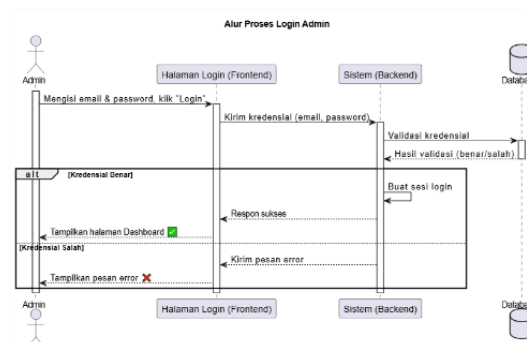 Alur Proses Login Admin
Admin
Halaman Login (Frontend)
Sistem (Backend)
Databa
Mengisi email & password, klik "Login"
Kirim kredensial (email, password)
Validasi kredensial
Hasil validasi (benar/salah)
alt [Kredensial Benar]
Buat sesi login
Respon sukses
Tampilkan halaman Dashboard ✅
[Kredensial Salah]
Kirim pesan error
Tampilkan pesan error ❌
Admin
Halaman Login (Frontend)
Sistem (Backend)
Databa